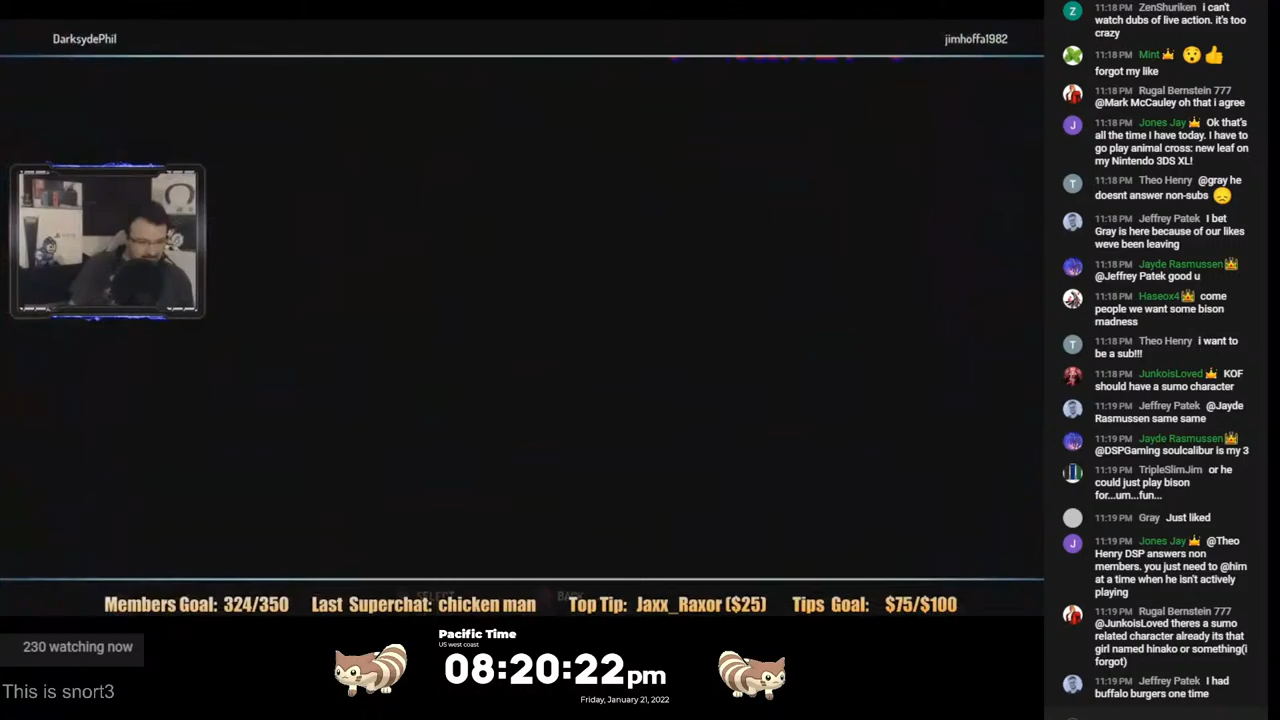 DarksydePhil
jimhoffa1982
Members Goal: 324/350
Last Superchat: chicken man
Top Tip: Jaxx_Raxor ($25)
Tips Goal: $75/$100
230 watching now
This is snort3
Pacific Time
US west coast
08:20:22pm
Friday, January 21, 2022
Z
11:18 PM ZenShuriken i can't
watch dubs of live action. it's too
crazy
11:18 PM Mint 👑 😯👍
forgot my like
11:18 PM Rugal Bernstein 777
@Mark McCauley oh that i agree
J
11:18 PM Jones Jay 👑 Ok that's
all the time I have today. I have to
go play animal cross: new leaf on
my Nintendo 3DS XL!
T
11:18 PM Theo Henry @gray he
doesnt answer non-subs 😞
11:18 PM Jeffrey Patek I bet
Gray is here because of our likes
weve been leaving
11:18 PM Jayde Rasmussen
@Jeffrey Patek good u
11:18 PM Haseox4 come
people we want some bison
madness
T
11:18 PM Theo Henry i want to
be a sub!!!
11:18 PM JunkoisLoved 👑 KOF
should have a sumo character
11:19 PM Jeffrey Patek @Jayde
Rasmussen same same
11:19 PM Jayde Rasmussen
@DSPGaming soulcalibur is my 3
11:19 PM TripleSlimJim or he
could just play bison
for...um...fun...
11:19 PM Gray Just liked
J
11:19 PM Jones Jay 👑 @Theo
Henry DSP answers non
members. you just need to @him
at a time when he isn't actively
playing
11:19 PM Rugal Bernstein 777
@JunkoisLoved theres a sumo
related character already its that
girl named hinako or something(i
forgot)
11:19 PM Jeffrey Patek I had
buffalo burgers one time